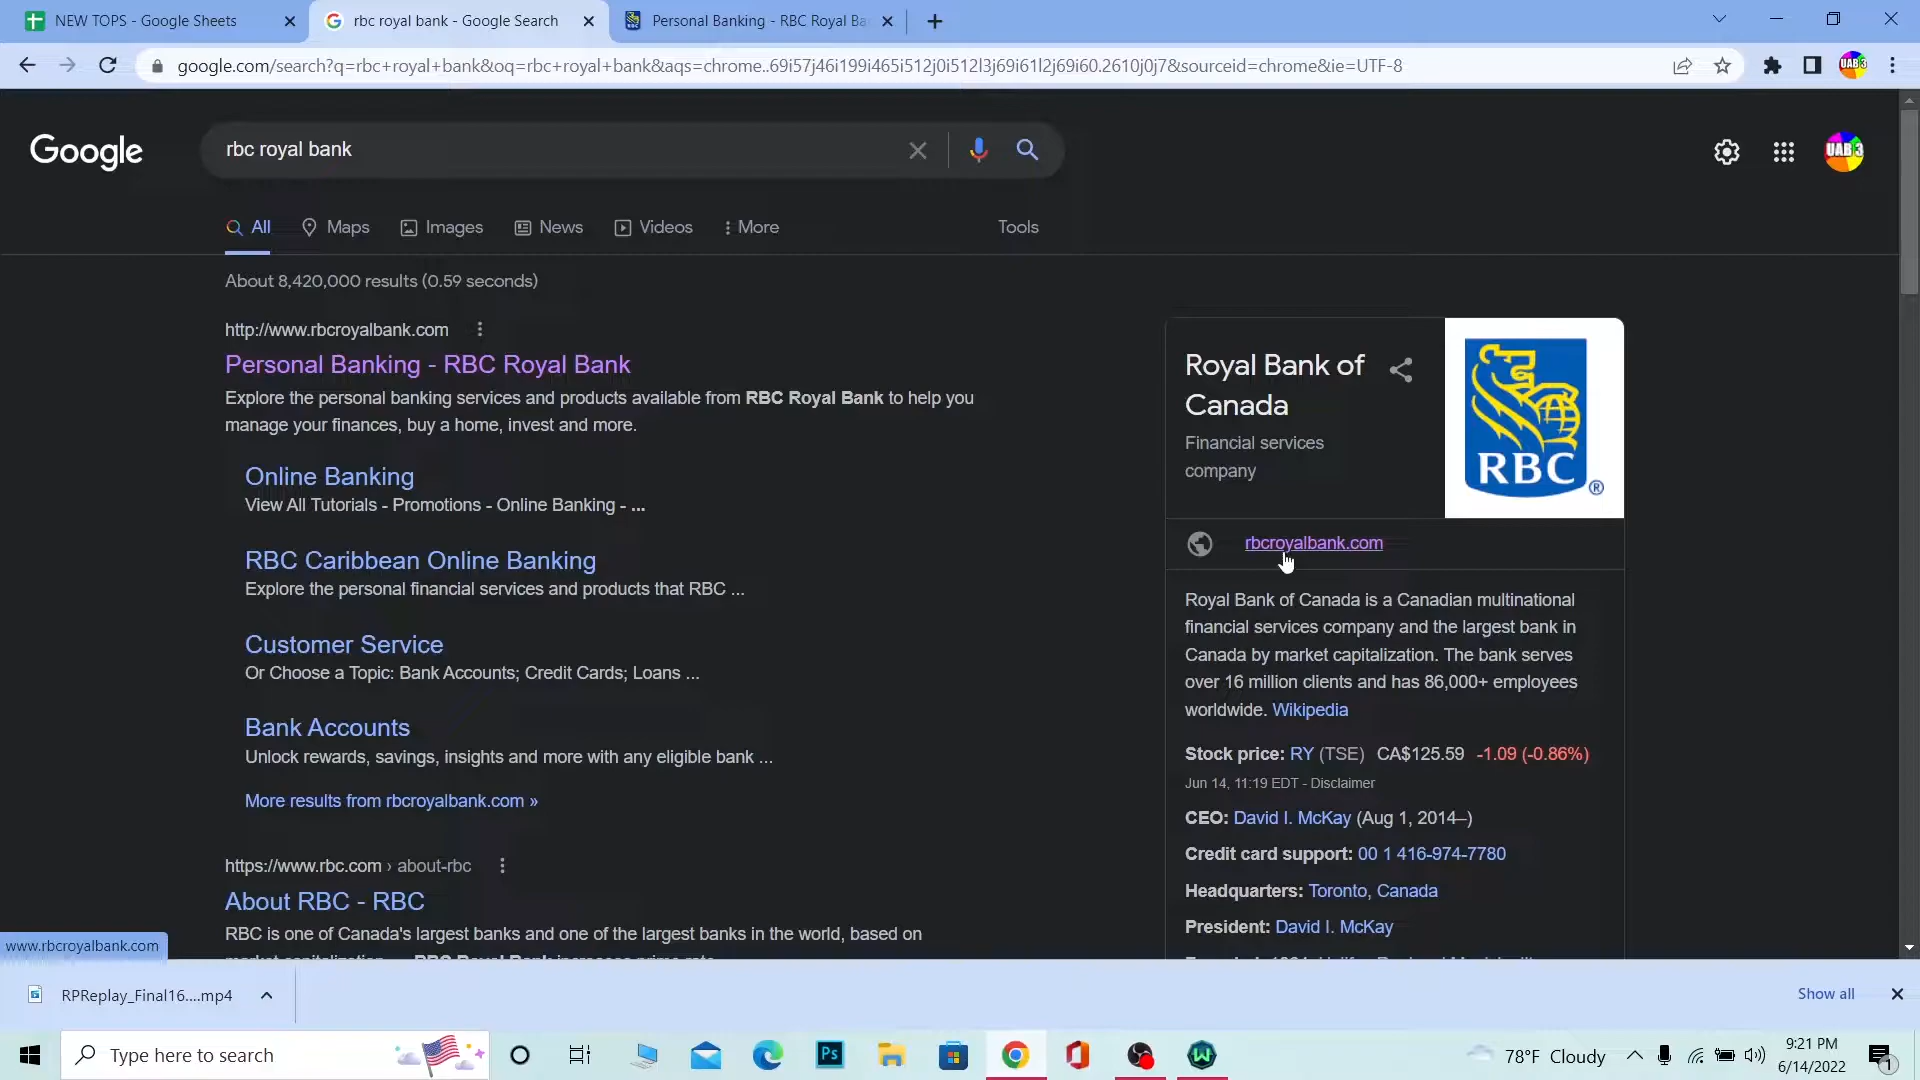 NEW TOPS - Google Sheets
rbc royal bank - Google Search
Personal Banking - RBC Royal Ba
google.com/search?q=rbc+royal+bank&oq=rbc+royal+bank&aqs=chrome..69i57j46i199i465i512j0i512l3j69i61l2j69i60.2610j0j7&sourceid=chrome&ie=UTF-8
UAB 3
Google
rbc royal bank
UAB 3
All
Maps
Images
News
Videos
More
Tools
About 8,420,000 results (0.59 seconds)
http://www.rbcroyalbank.com
Personal Banking - RBC Royal Bank
Explore the personal banking services and products available from RBC Royal Bank to help you
manage your finances, buy a home, invest and more.
Online Banking
View All Tutorials - Promotions - Online Banking - ...
RBC Caribbean Online Banking
Explore the personal financial services and products that RBC ...
Customer Service
Or Choose a Topic: Bank Accounts; Credit Cards; Loans ...
Bank Accounts
Unlock rewards, savings, insights and more with any eligible bank ...
More results from rbcroyalbank.com »
https://www.rbc.com › about-rbc
About RBC - RBC
RBC is one of Canada's largest banks and one of the largest banks in the world, based on
Royal Bank of
Canada
Financial services
company
RBC ®
rbcroyalbank.com
Royal Bank of Canada is a Canadian multinational
financial services company and the largest bank in
Canada by market capitalization. The bank serves
over 16 million clients and has 86,000+ employees
worldwide. Wikipedia
Stock price: RY (TSE) CA$125.59 -1.09 (-0.86%)
Jun 14, 11:19 EDT - Disclaimer
CEO: David I. McKay (Aug 1, 2014–)
Credit card support: 00 1 416-974-7780
Headquarters: Toronto, Canada
President: David I. McKay
www.rbcroyalbank.com
RPReplay_Final16....mp4
Show all
Type here to search
Ps
78°F Cloudy
9:21 PM
6/14/2022
1